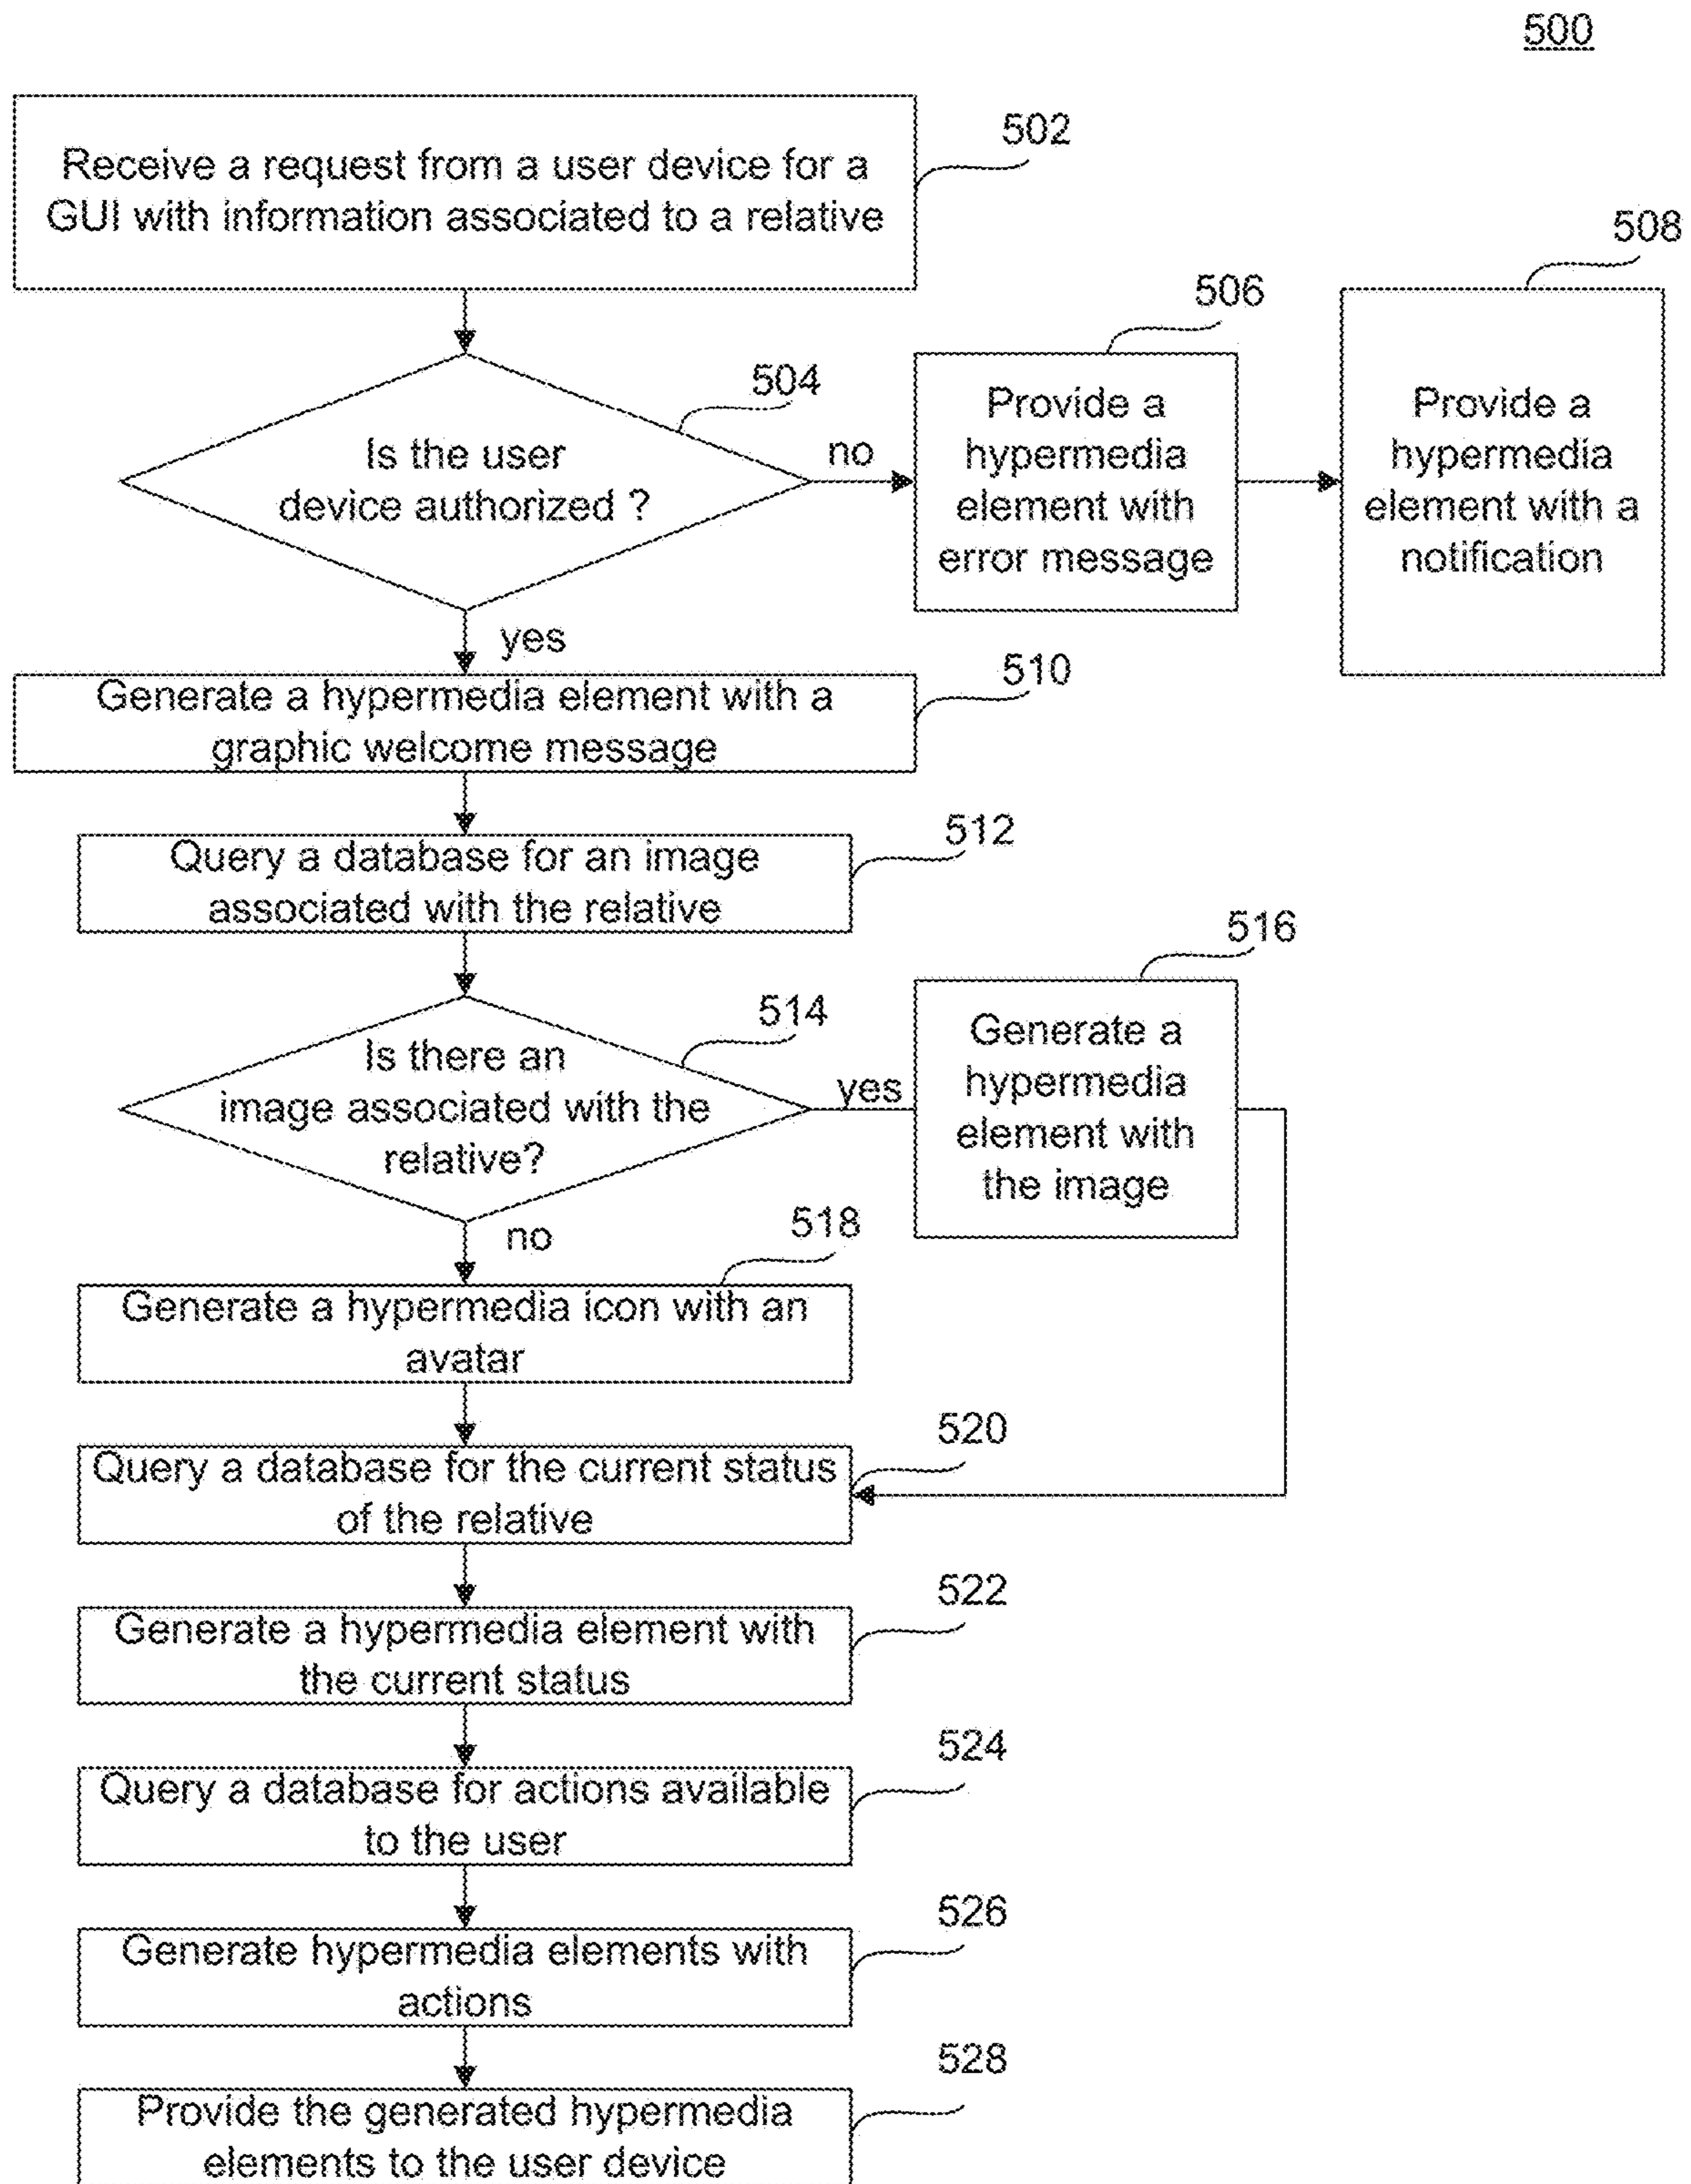 500
Receive a request from a user device for a
GUI with information associated to a relative
502
Is the user
device authorized ?
504
no
Provide a
hypermedia
element with
error message
506
Provide a
hypermedia
element with a
notification
508
yes
Generate a hypermedia element with a
graphic welcome message
510
Query a database for an image
associated with the relative
512
Is there an
image associated with the
relative?
514
yes
Generate a
hypermedia
element with
the image
516
no
Generate a hypermedia icon with an
avatar
518
Query a database for the current status
of the relative
520
Generate a hypermedia element with
the current status
522
Query a database for actions available
to the user
524
Generate hypermedia elements with
actions
526
Provide the generated hypermedia
elements to the user device
528